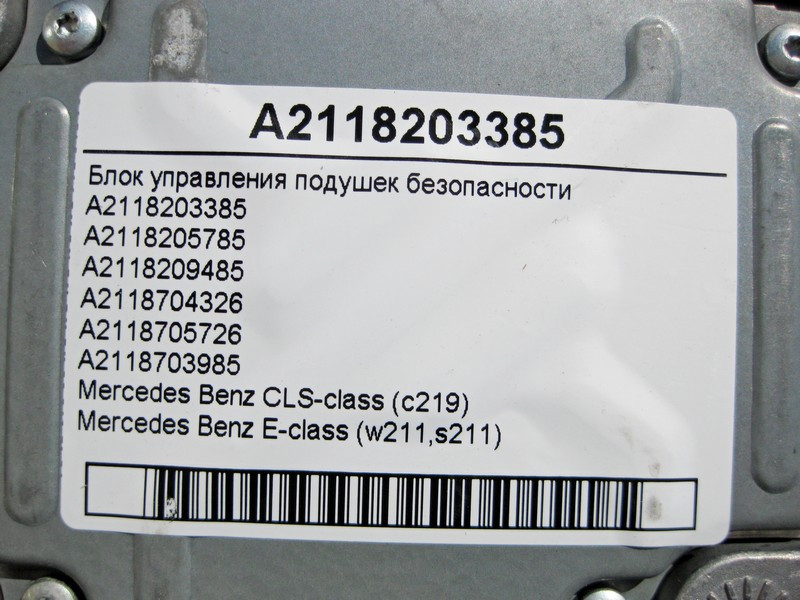 A2118203385
Блок управления подушек безопасности
A2118203385
A2118205785
A2118209485
A2118704326
A2118705726
A2118703985
Mercedes Benz CLS-class (c219)
Mercedes Benz E-class (w211,s211)